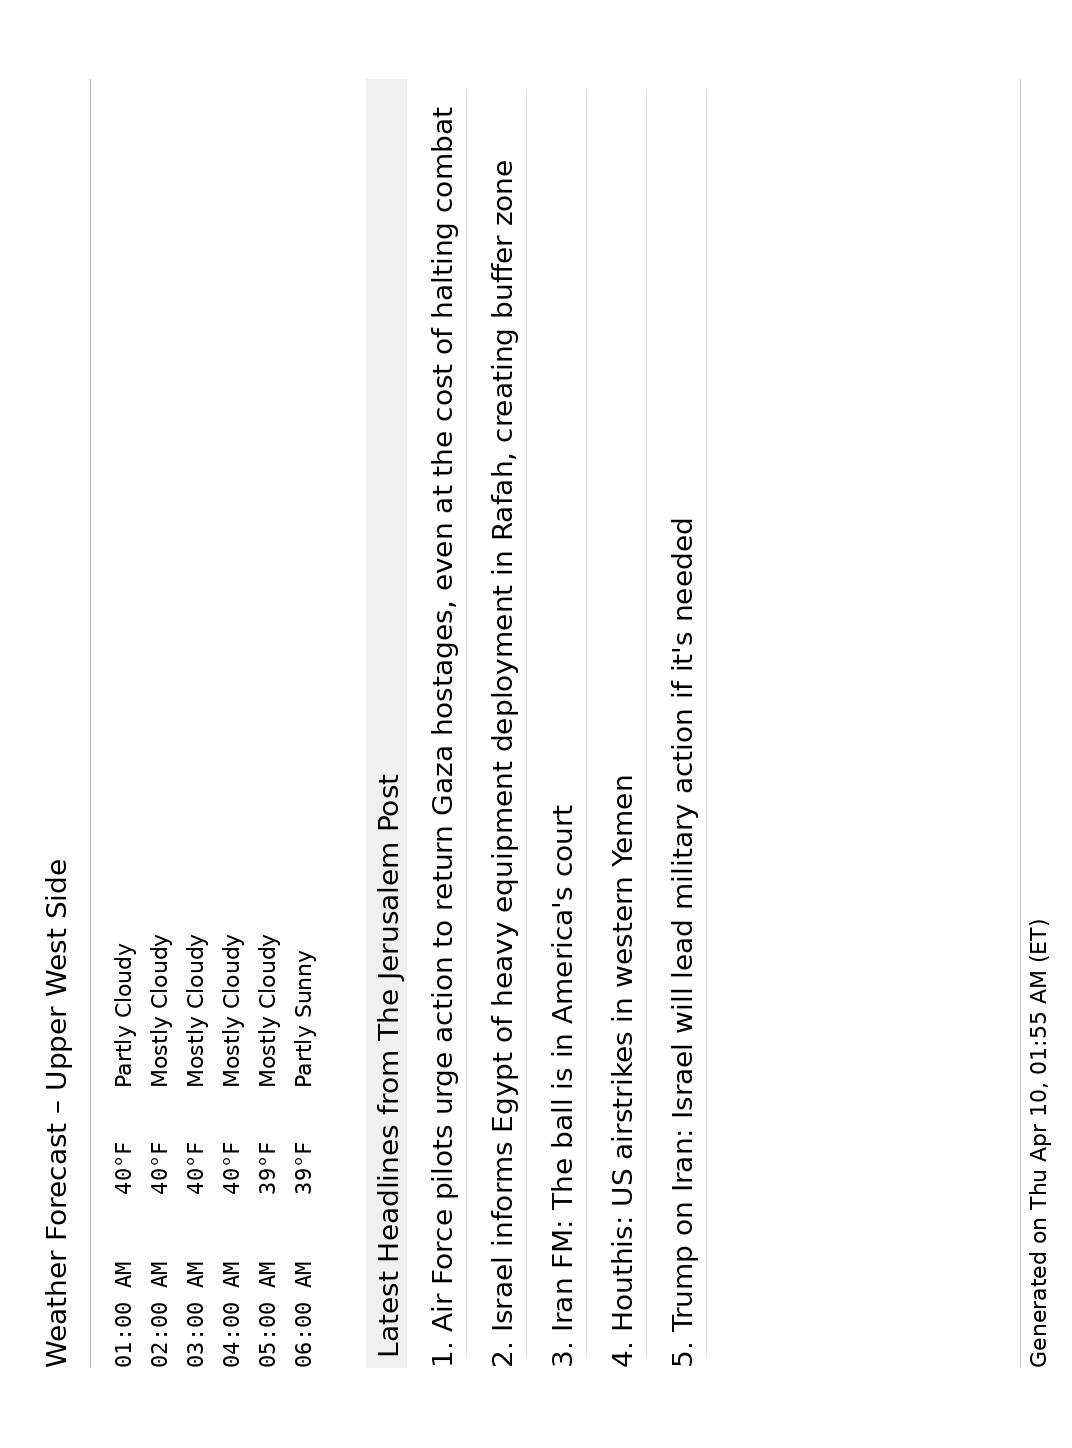 Weather Forecast – Upper West Side
01:00 AM 40°F Partly Cloudy
02:00 AM 40°F Mostly Cloudy
03:00 AM 40°F Mostly Cloudy
04:00 AM 40°F Mostly Cloudy
05:00 AM 39°F Mostly Cloudy
06:00 AM 39°F Partly Sunny
Latest Headlines from The Jerusalem Post
1. Air Force pilots urge action to return Gaza hostages, even at the cost of halting combat
2. Israel informs Egypt of heavy equipment deployment in Rafah, creating buffer zone
3. Iran FM: The ball is in America's court
4. Houthis: US airstrikes in western Yemen
5. Trump on Iran: Israel will lead military action if it's needed
Generated on Thu Apr 10, 01:55 AM (ET)